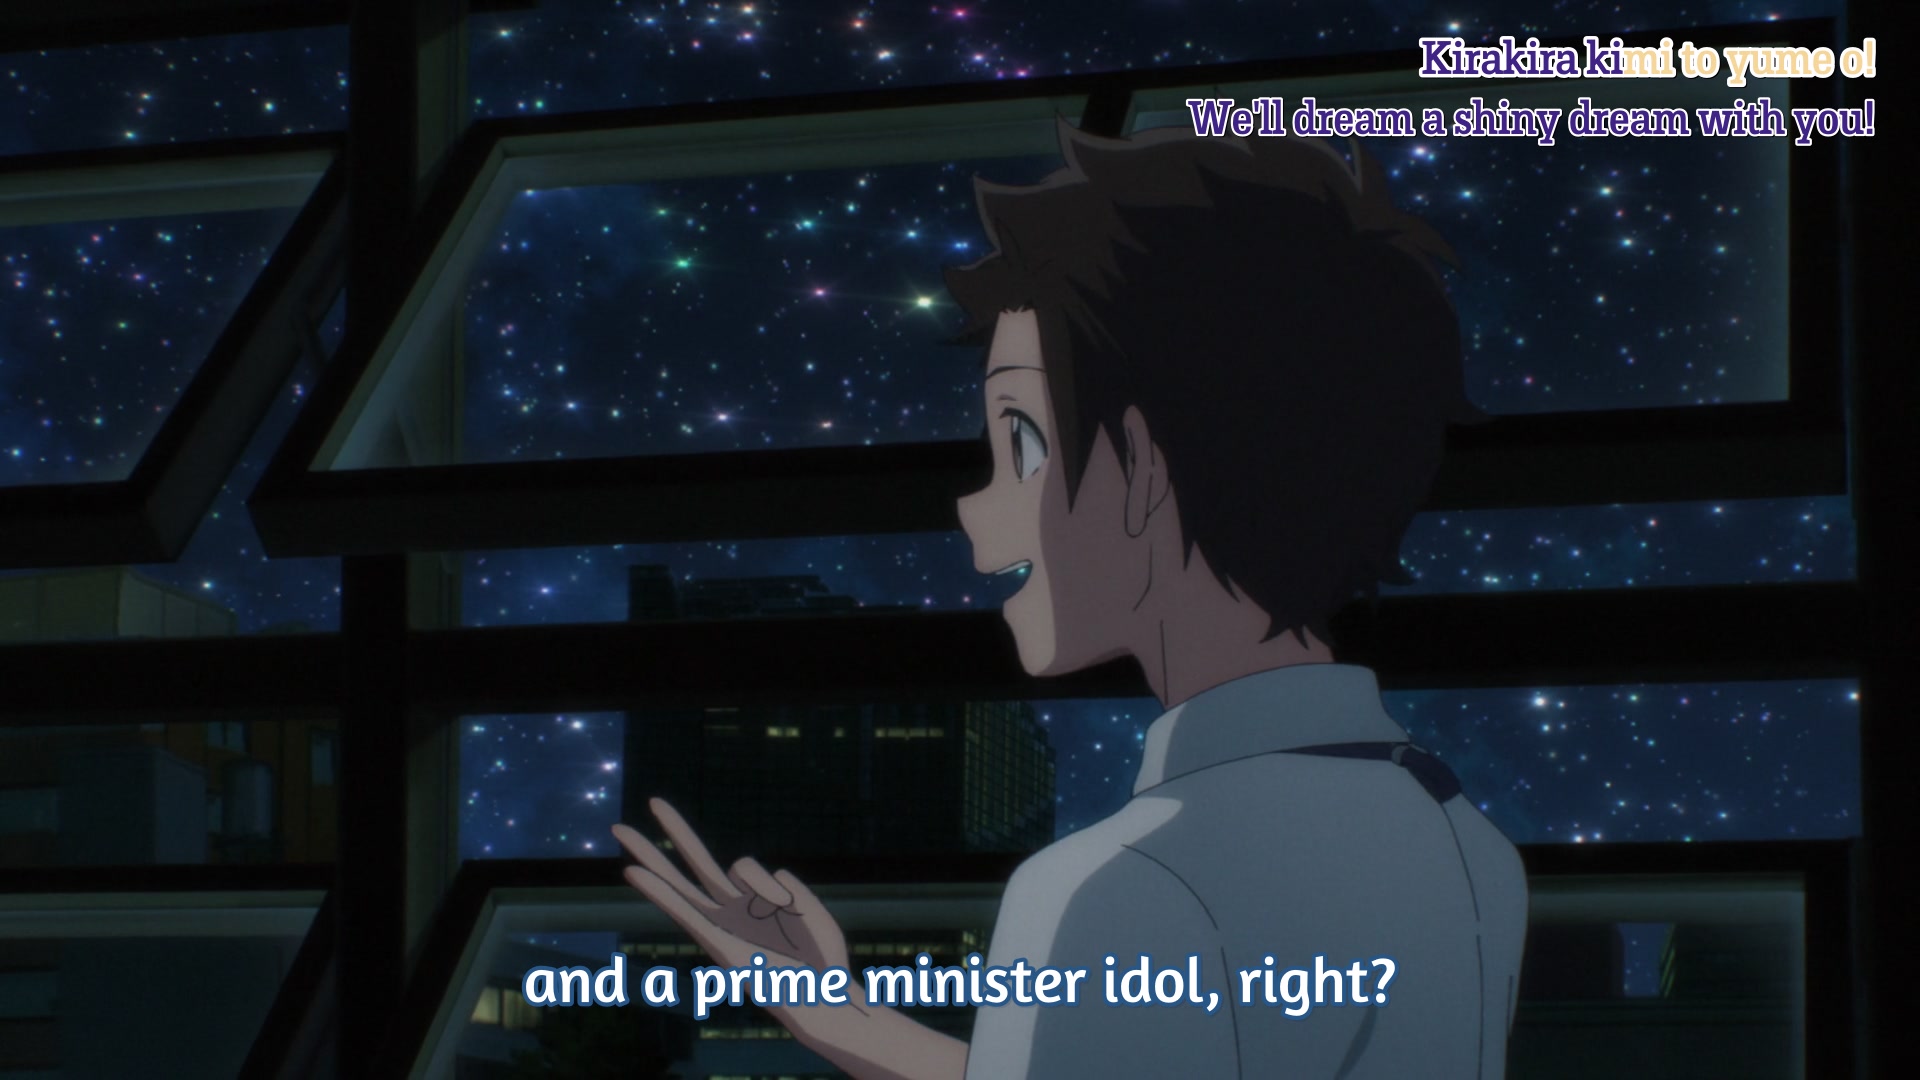 Kirakira kimi to yume o!
We'll dream a shiny dream with you!
and a prime minister idol, right?